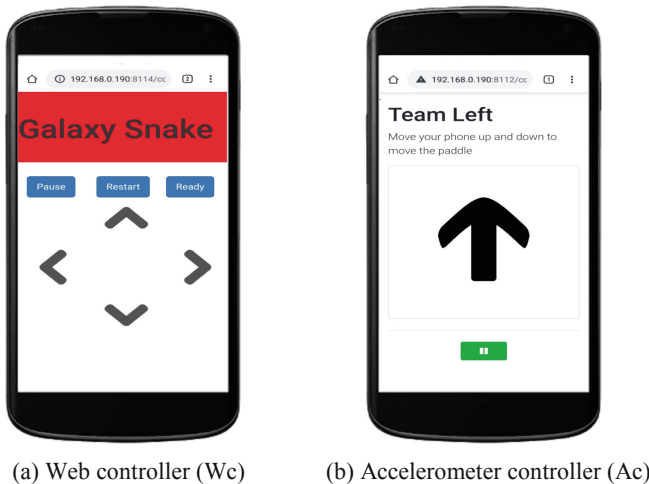 192.168.0.190:8114/cc 2
Galaxy Snake
Pause Restart Ready
(a) Web controller (Wc)
192.168.0.190:8112/cc 1
Team Left
Move your phone up and down to
move the paddle
(b) Accelerometer controller (Ac)